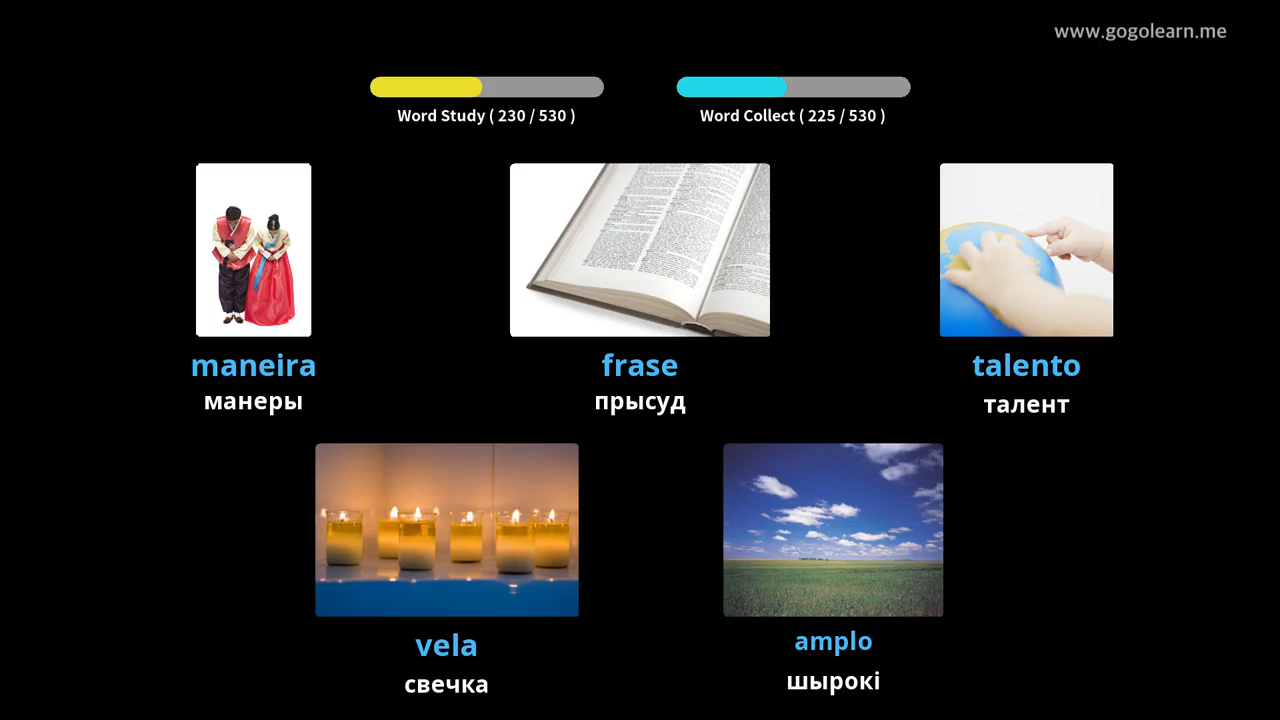 www.gogolearn.me
Word Study ( 230 / 530 )
Word Collect ( 225 / 530 )
maneira
манеры
frase
прысуд
talento
талент
vela
свечка
amplo
шырокі